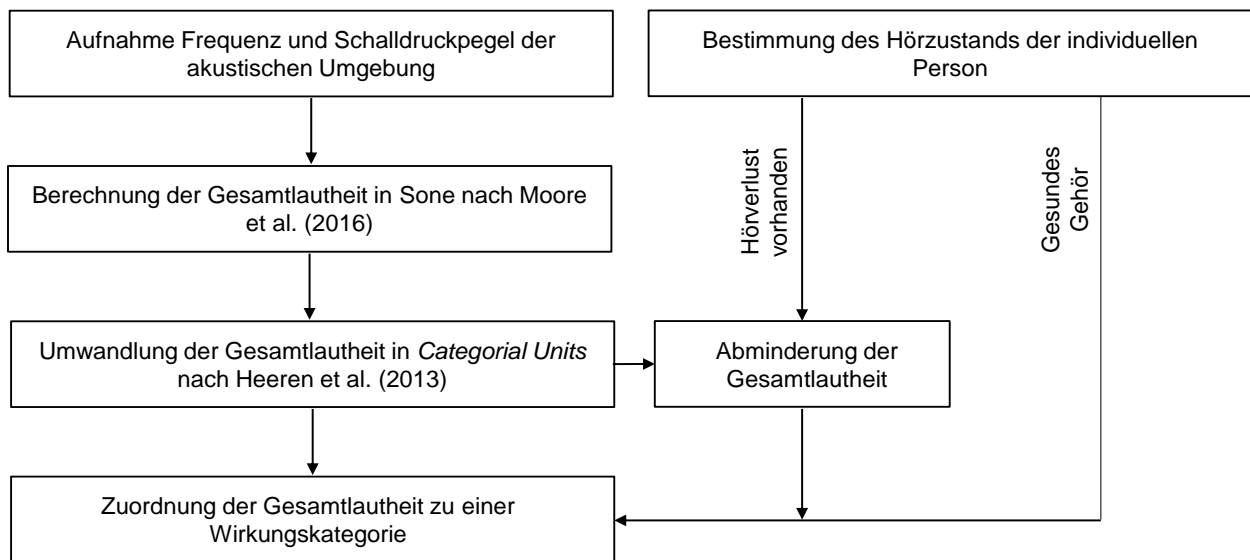 Aufnahme Frequenz und Schalldruckpegel der
akustischen Umgebung
Bestimmung des Hörzustands der individuellen
Person
Berechnung der Gesamtlautheit in Sone nach Moore
et al. (2016)
Hörverlust
vorhanden
Gesundes
Gehör
Umwandlung der Gesamtlautheit in Categorial Units
nach Heeren et al. (2013)
Abminderung der
Gesamtlautheit
Zuordnung der Gesamtlautheit zu einer
Wirkungskategorie